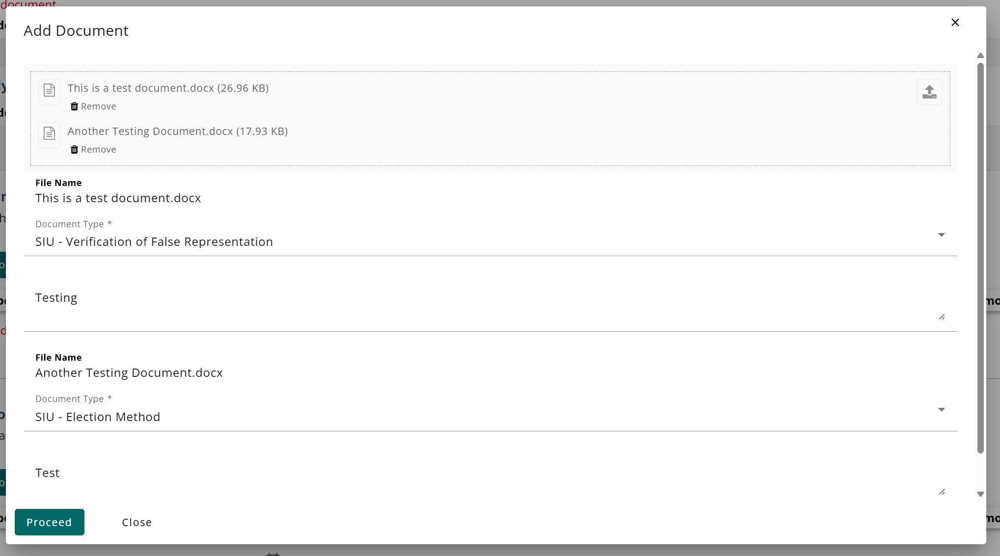 document
Add Document
This is a test document.docx (26.96 KB)
Remove
Another Testing Document.docx (17.93 KB)
Remove
File Name
This is a test document.docx
Document Type *
SIU - Verification of False Representation
Testing
File Name
Another Testing Document.docx
Document Type *
SIU - Election Method
Test
Proceed
Close